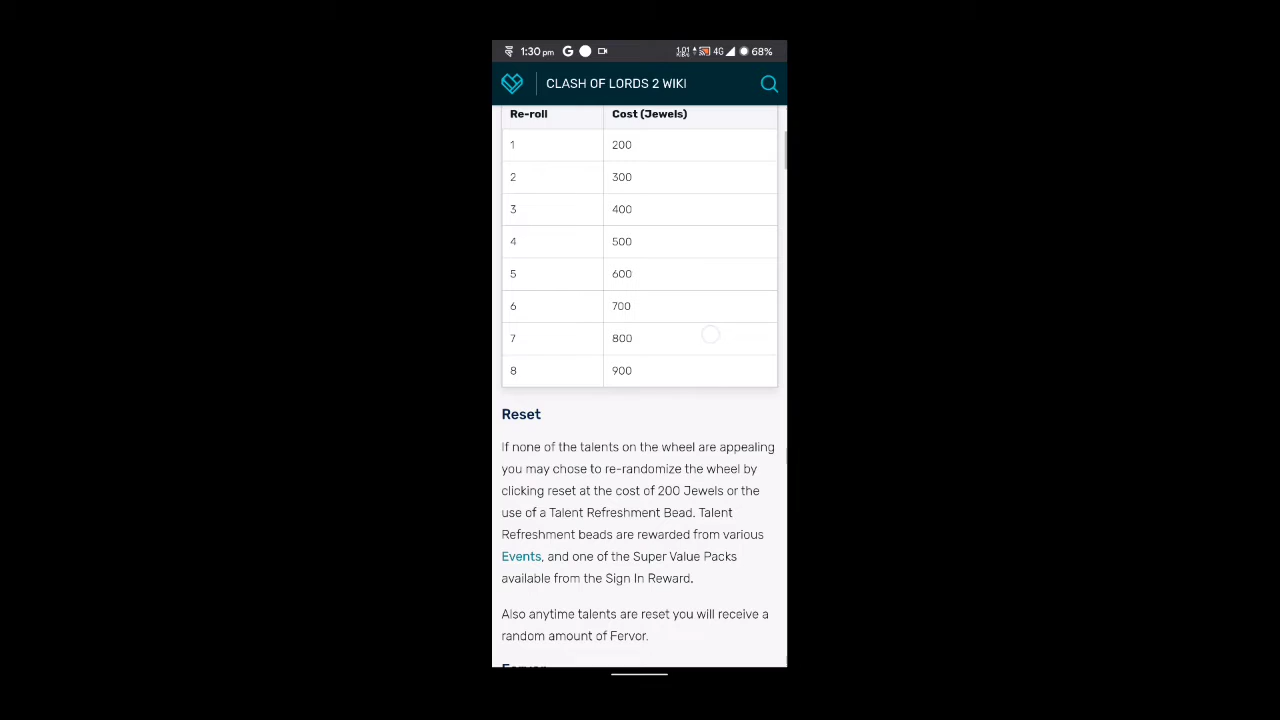 1:30 pm G 4G 68%
CLASH OF LORDS 2 WIKI
Re-roll Cost (Jewels)
1 200
2 300
3 400
4 500
5 600
6 700
7 800
8 900
Reset
If none of the talents on the wheel are appealing
you may chose to re-randomize the wheel by
clicking reset at the cost of 200 Jewels or the
use of a Talent Refreshment Bead. Talent
Refreshment beads are rewarded from various
Events, and one of the Super Value Packs
available from the Sign In Reward.
Also anytime talents are reset you will receive a
random amount of Fervor.